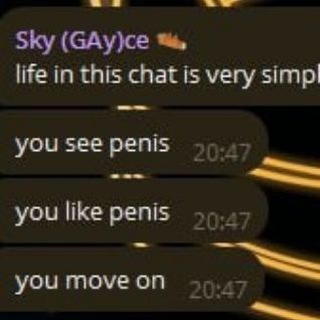 Sky (GAy)ce
life in this chat is very simpl
you see penis 20:47
you like penis 20:47
you move on 20:47